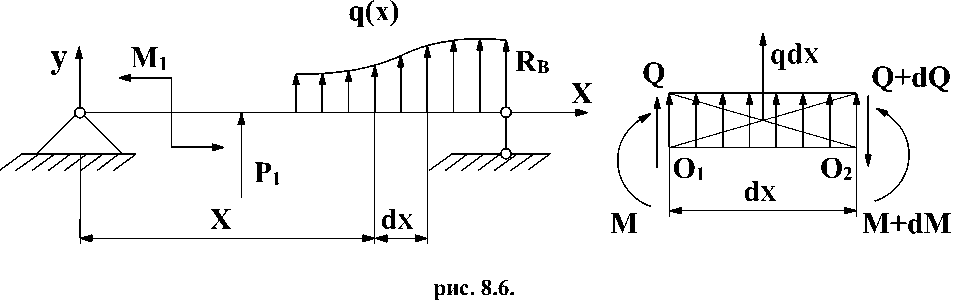 q(x)
y
M₁
R_B
X
P₁
X
dx
qdx
Q
Q+dQ
O₁
O₂
dx
M
M+dM
рис. 8.6.